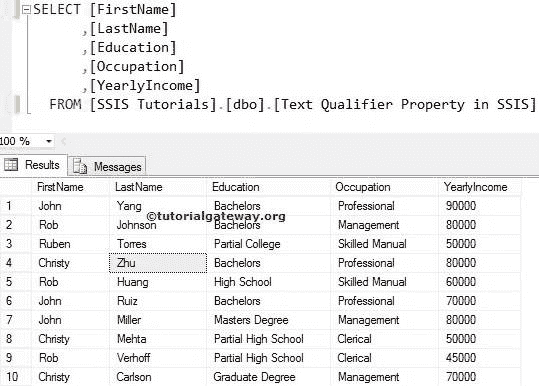 SELECT [FirstName]
,[LastName]
,[Education]
,[Occupation]
,[YearlyIncome]
FROM [SSIS Tutorials].[dbo].[Text Qualifier Property in SSIS]
100 %
Results Messages
FirstName LastName Education Occupation YearlyIncome
1 John Yang Bachelors Professional 90000
©tutorialgateway.org
2 Rob Johnson Bachelors Management 80000
3 Ruben Torres Partial College Skilled Manual 50000
4 Christy Zhu Bachelors Professional 80000
5 Rob Huang High School Skilled Manual 60000
6 John Ruiz Bachelors Professional 70000
7 John Miller Masters Degree Management 80000
8 Christy Mehta Partial High School Clerical 50000
9 Rob Verhoff Partial High School Clerical 45000
10 Christy Carlson Graduate Degree Management 70000